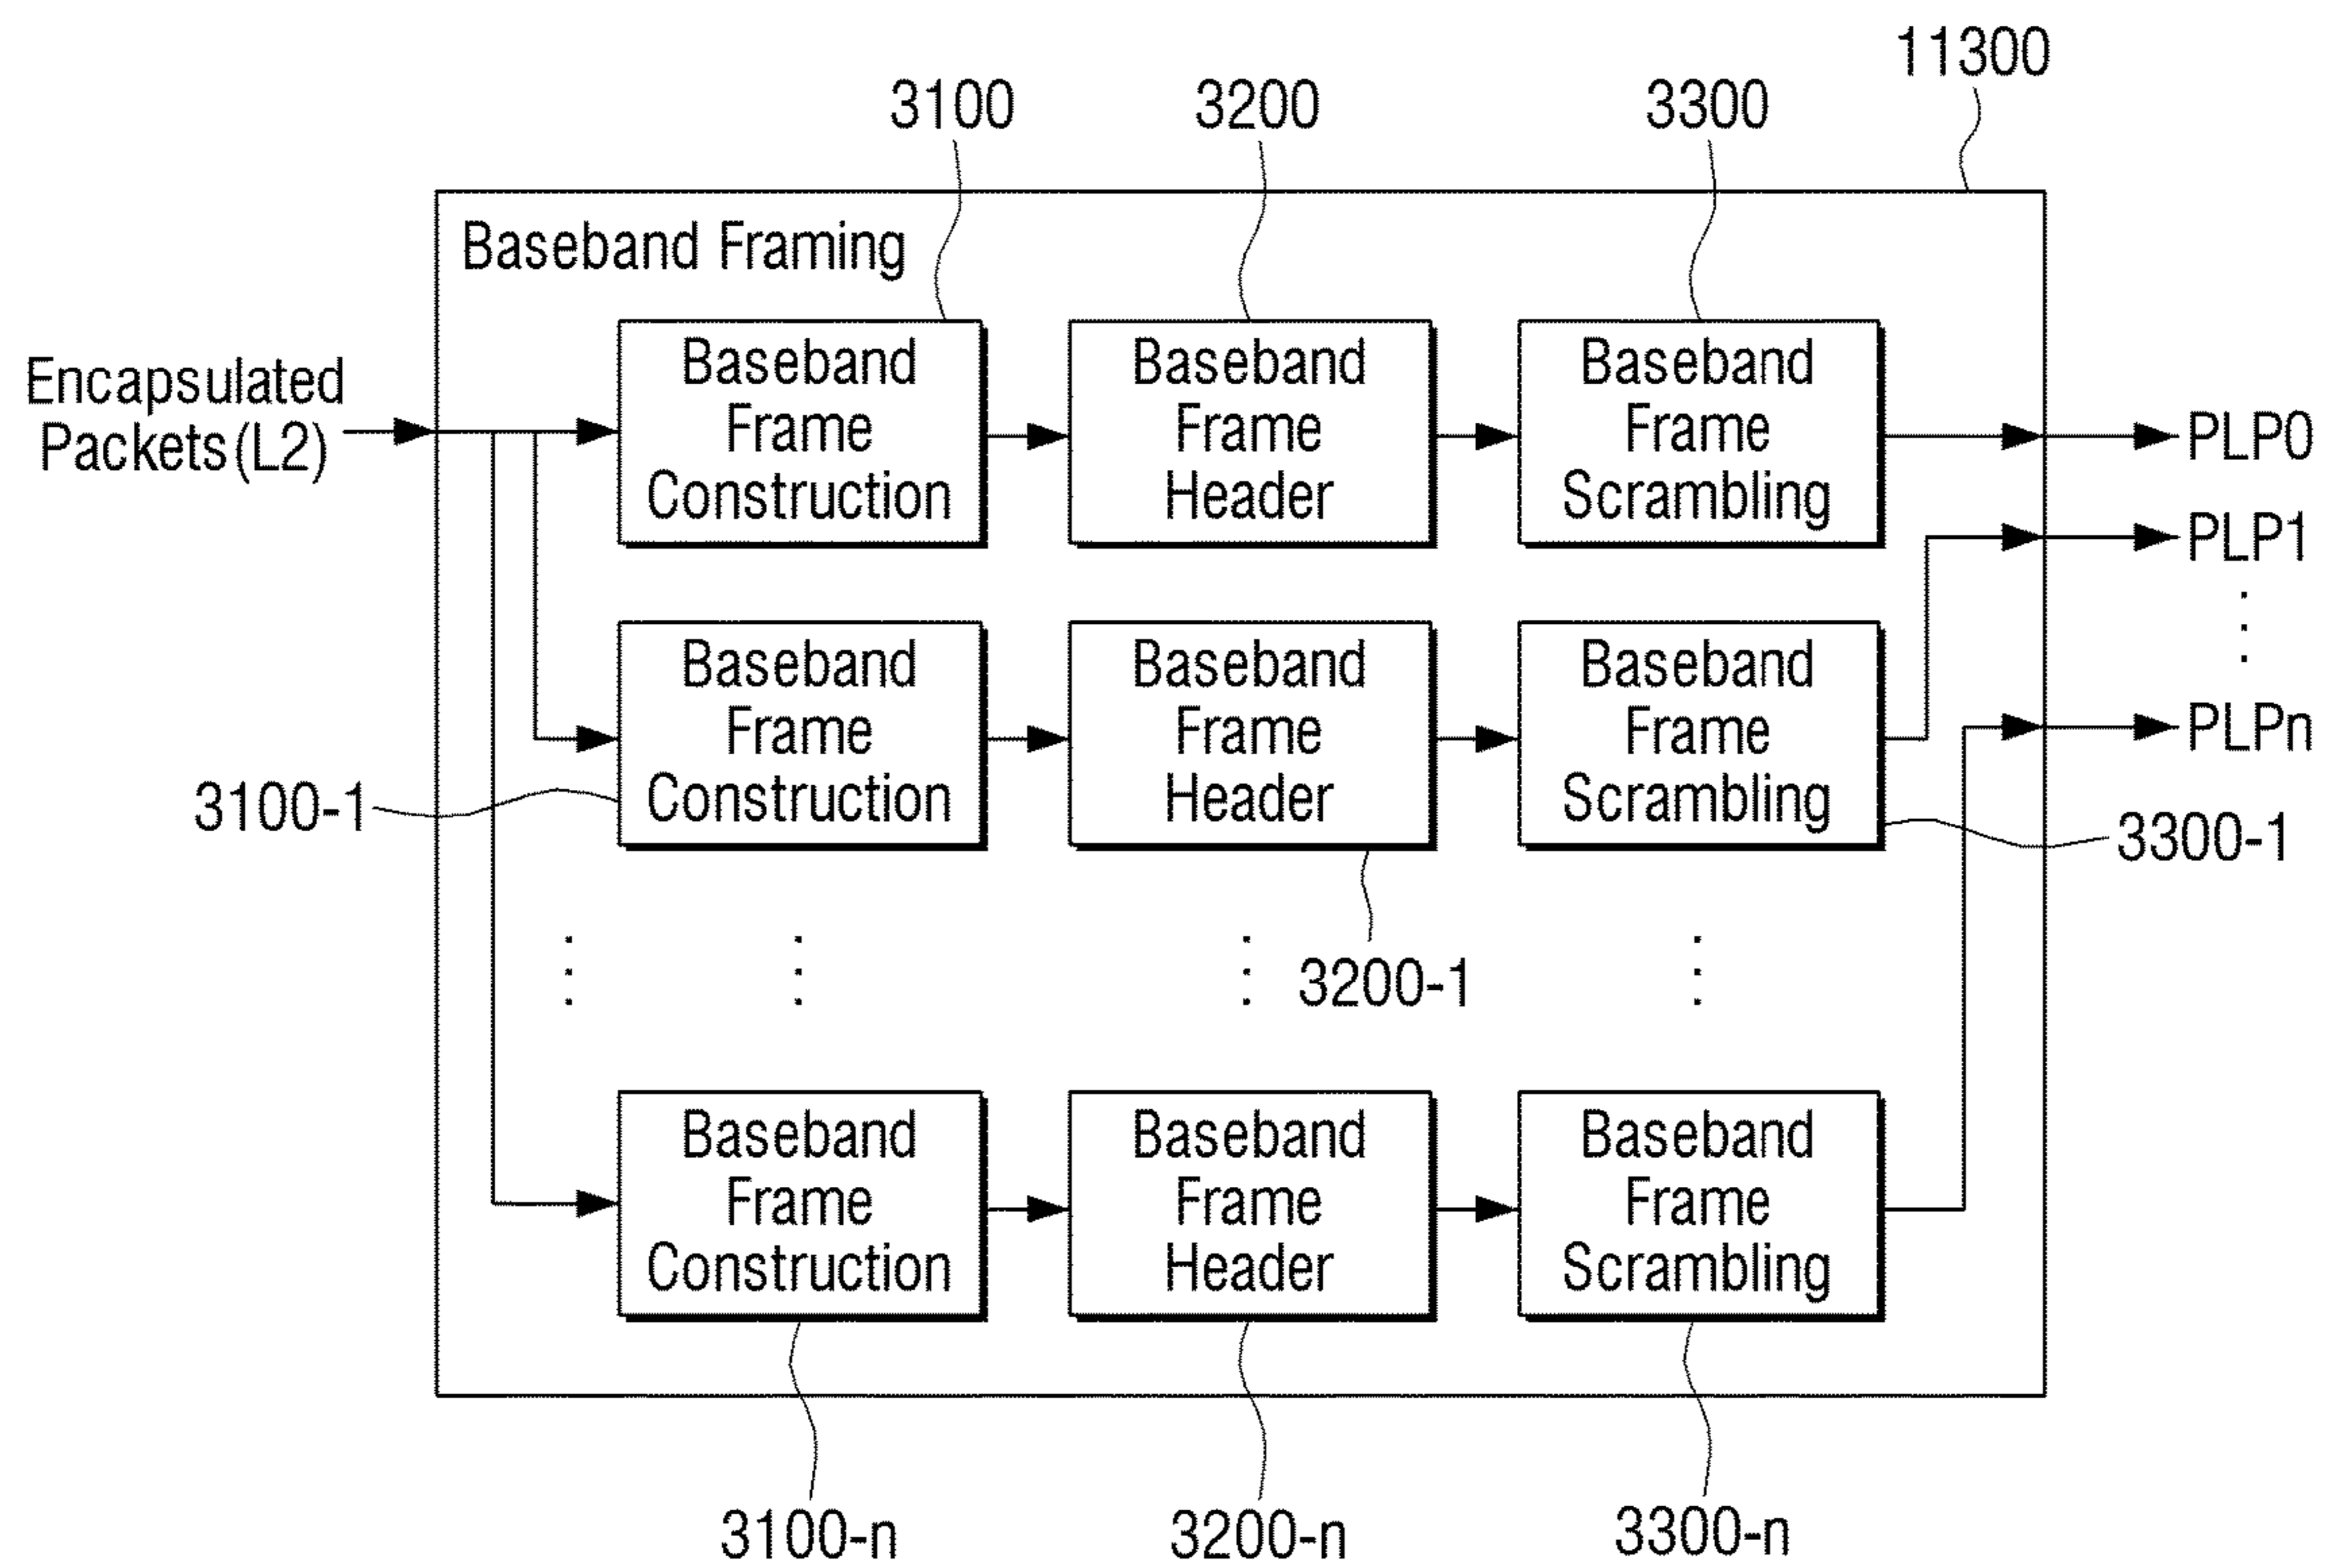 11300
3100 3200 3300
Baseband Framing
Encapsulated
Packets(L2)
Baseband
Frame
Construction
Baseband
Frame
Header
Baseband
Frame
Scrambling
PLP0
PLP1
PLPn
Baseband
Frame
Construction
Baseband
Frame
Header
Baseband
Frame
Scrambling
3100-1
3300-1
3200-1
Baseband
Frame
Construction
Baseband
Frame
Header
Baseband
Frame
Scrambling
3100-n 3200-n 3300-n